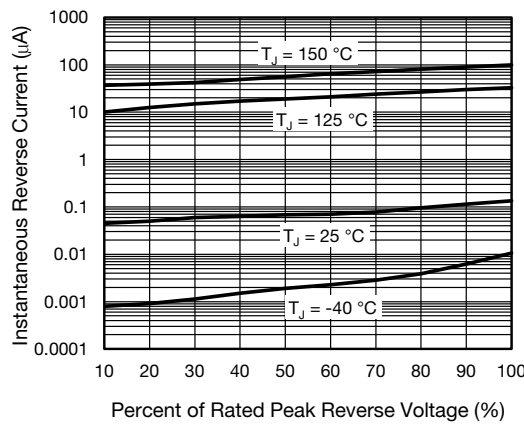 Instantaneous Reverse Current (μA)
1000
100
10
1
0.1
0.01
0.001
0.0001
T_J = 150 °C
T_J = 125 °C
T_J = 25 °C
T_J = -40 °C
10 20 30 40 50 60 70 80 90 100
Percent of Rated Peak Reverse Voltage (%)